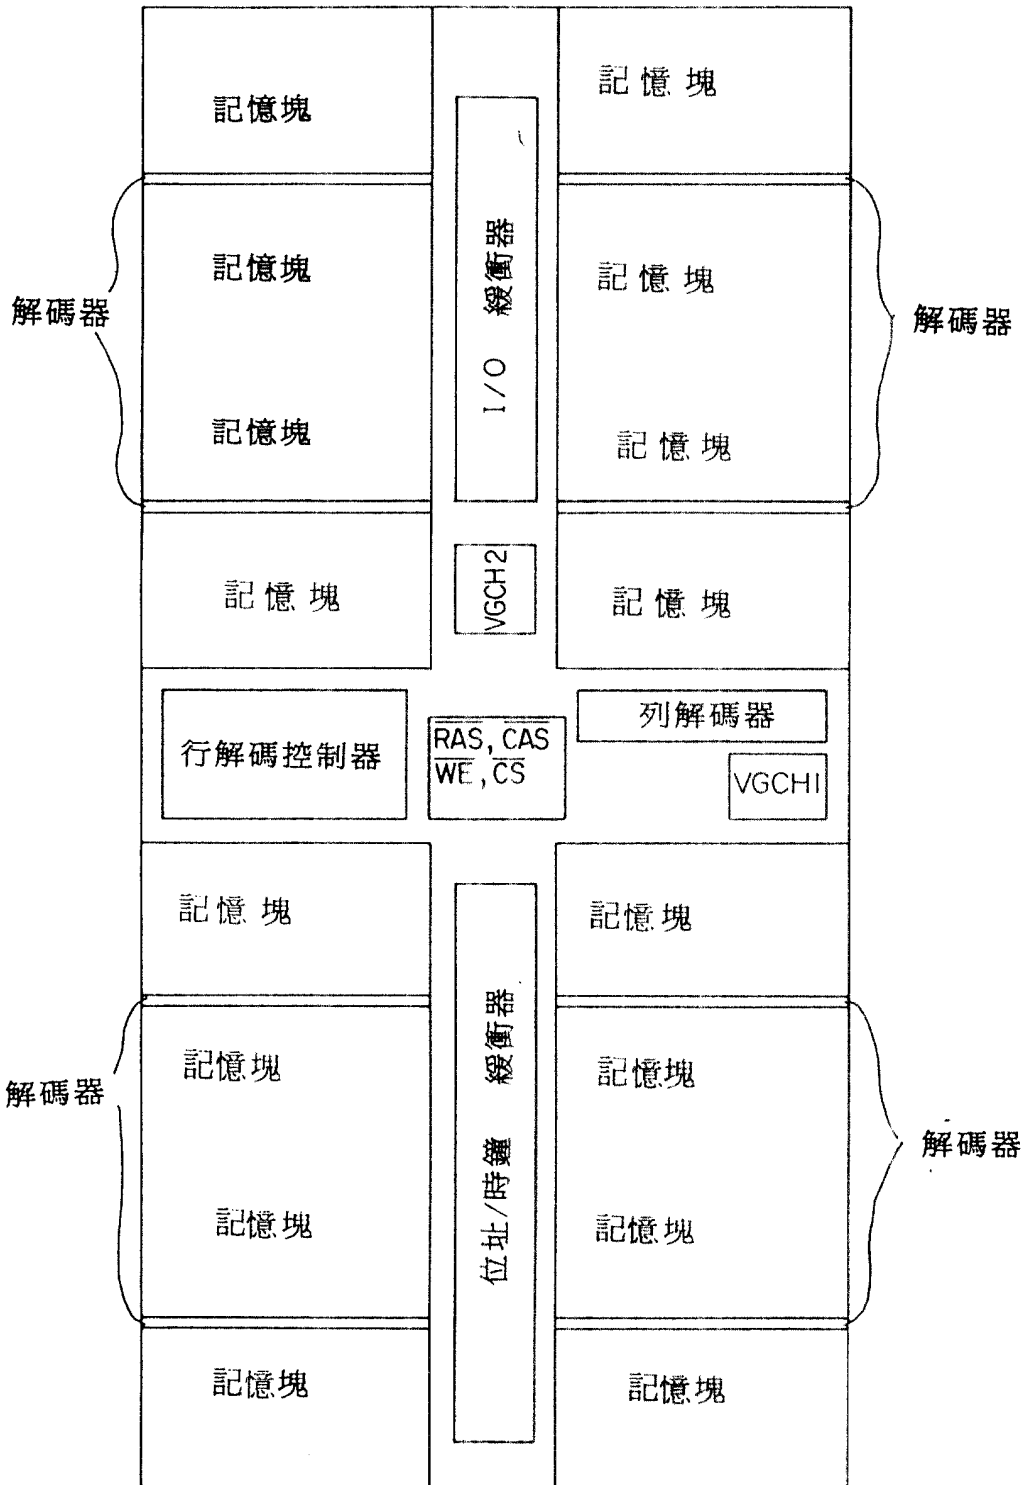 記憶塊
記憶塊
記憶塊
記憶塊
解碼器
解碼器
I/O 緩衝器
記憶塊
記憶塊
記憶塊
VGCH2
記憶塊
行解碼控制器
RAS, CAS
WE, CS
列解碼器
VGCH1
記憶塊
記憶塊
記憶塊
記憶塊
解碼器
解碼器
位址/時鐘 緩衝器
記憶塊
記憶塊
記憶塊
記憶塊